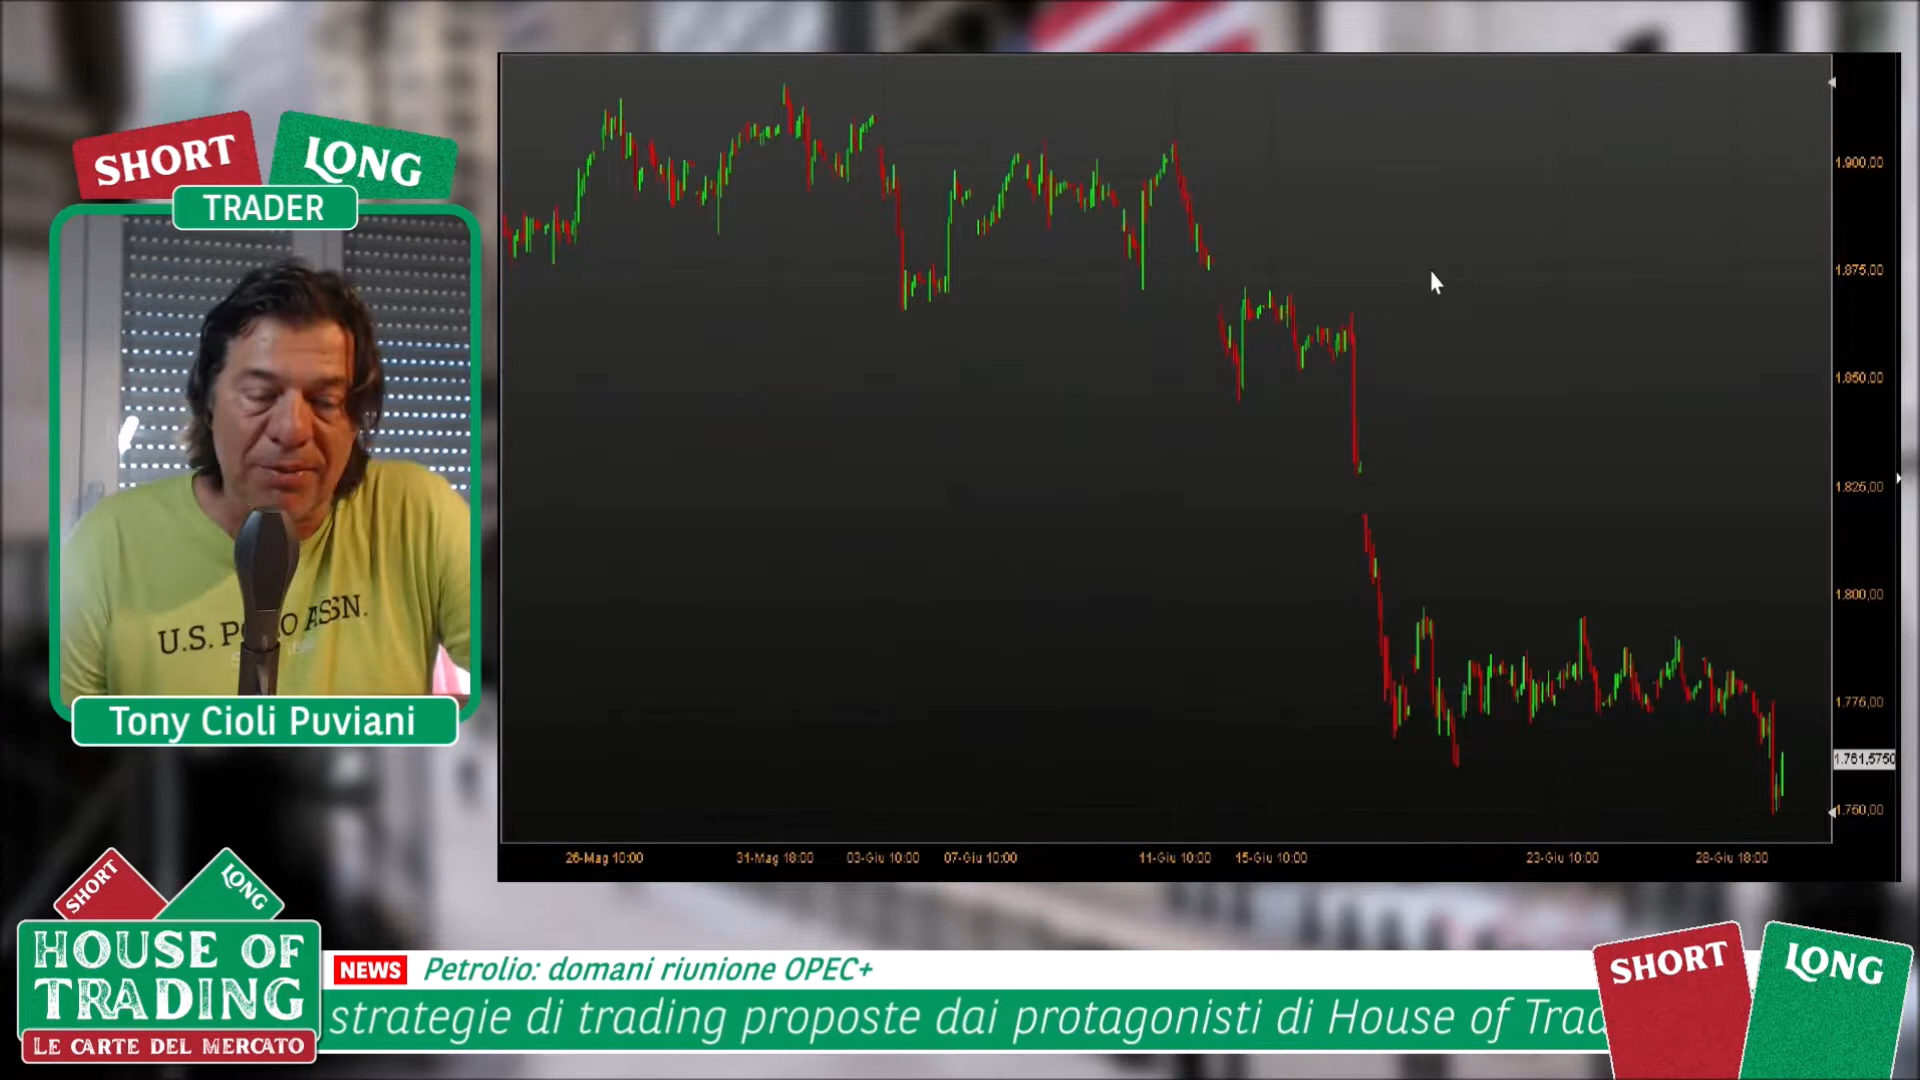 SHORT
LONG
TRADER
U.S. P
O ASSN.
Tony Cioli Puviani
1.900,00
1.875,00
1.850,00
1.825,00
1.800,00
1.775,00
1.761,5750
1.750,00
26-Mag 10:00
31-Mag 18:00
03-Giu 10:00
07-Giu 10:00
11-Giu 10:00
15-Giu 10:00
23-Giu 10:00
28-Giu 18:00
SHORT
LONG
HOUSE OF
TRADING
LE CARTE DEL MERCATO
NEWS Petrolio: domani riunione OPEC+
strategie di trading proposte dai protagonisti di House of Trad
SHORT
LONG